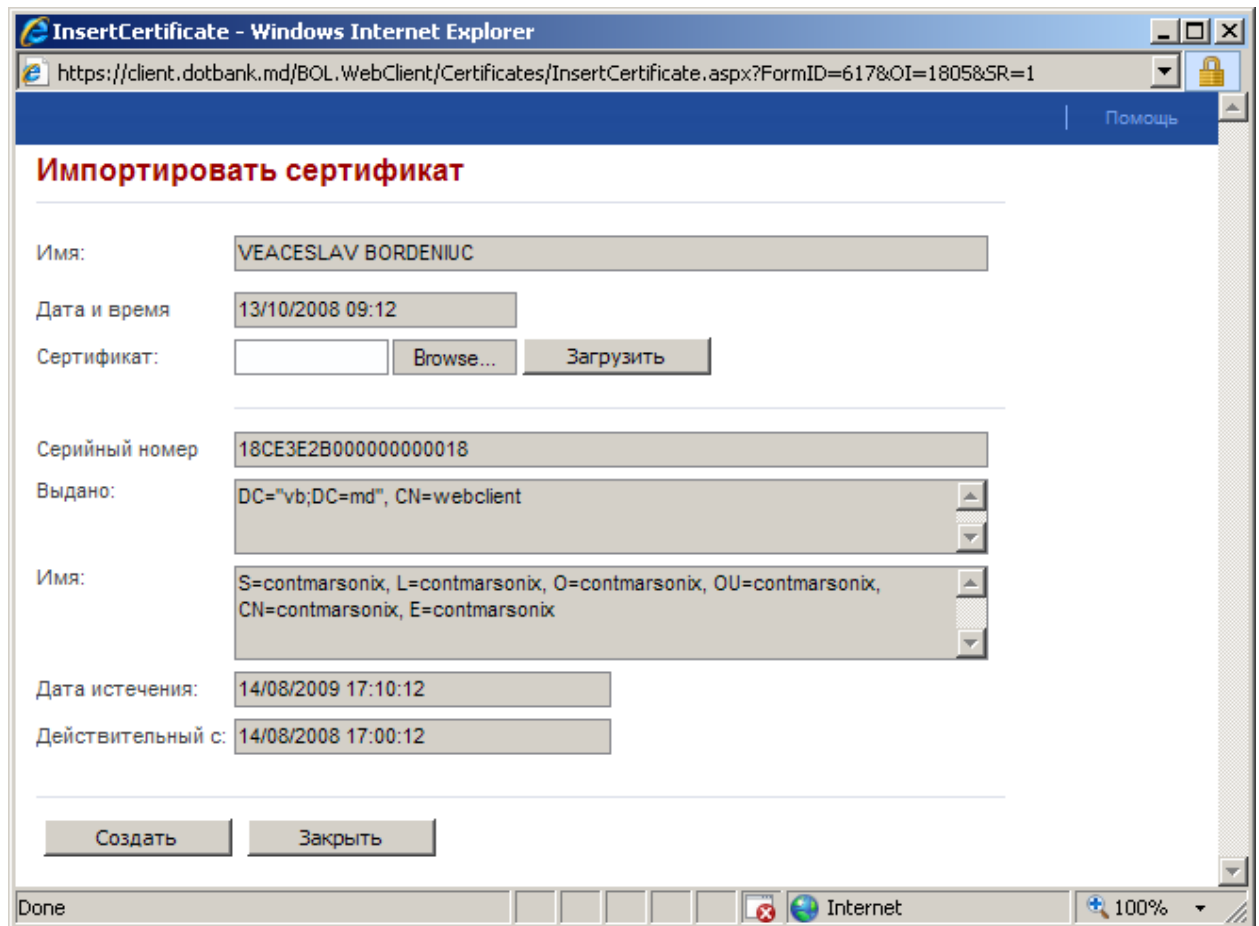 InsertCertificate - Windows Internet Explorer
https://client.dotbank.md/BOL.WebClient/Certificates/InsertCertificate.aspx?FormID=617&OI=1805&SR=1
Помощь
Импортировать сертификат
Имя: VEACESLAV BORDENIUC
Дата и время 13/10/2008 09:12
Сертификат: Browse... Загрузить
Серийный номер 18CE3E2B000000000018
Выдано: DC="vb;DC=md", CN=webclient
Имя: S=contmarsonix, L=contmarsonix, O=contmarsonix, OU=contmarsonix,
CN=contmarsonix, E=contmarsonix
Дата истечения: 14/08/2009 17:10:12
Действительный с: 14/08/2008 17:00:12
Создать Закрыть
Done Internet 100%